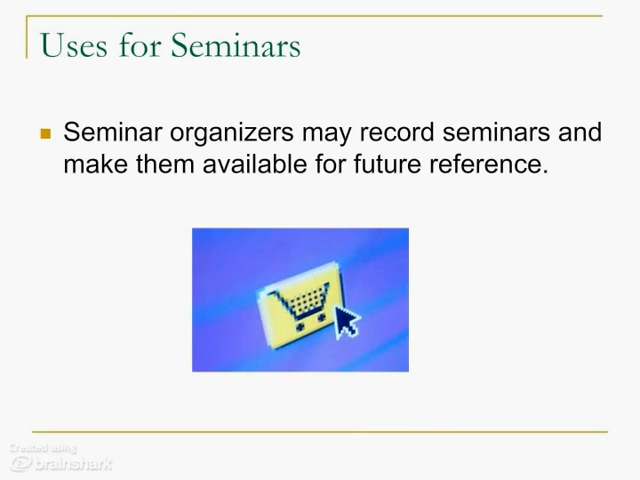 Uses for Seminars
Seminar organizers may record seminars and
make them available for future reference.
Created using
brainshark